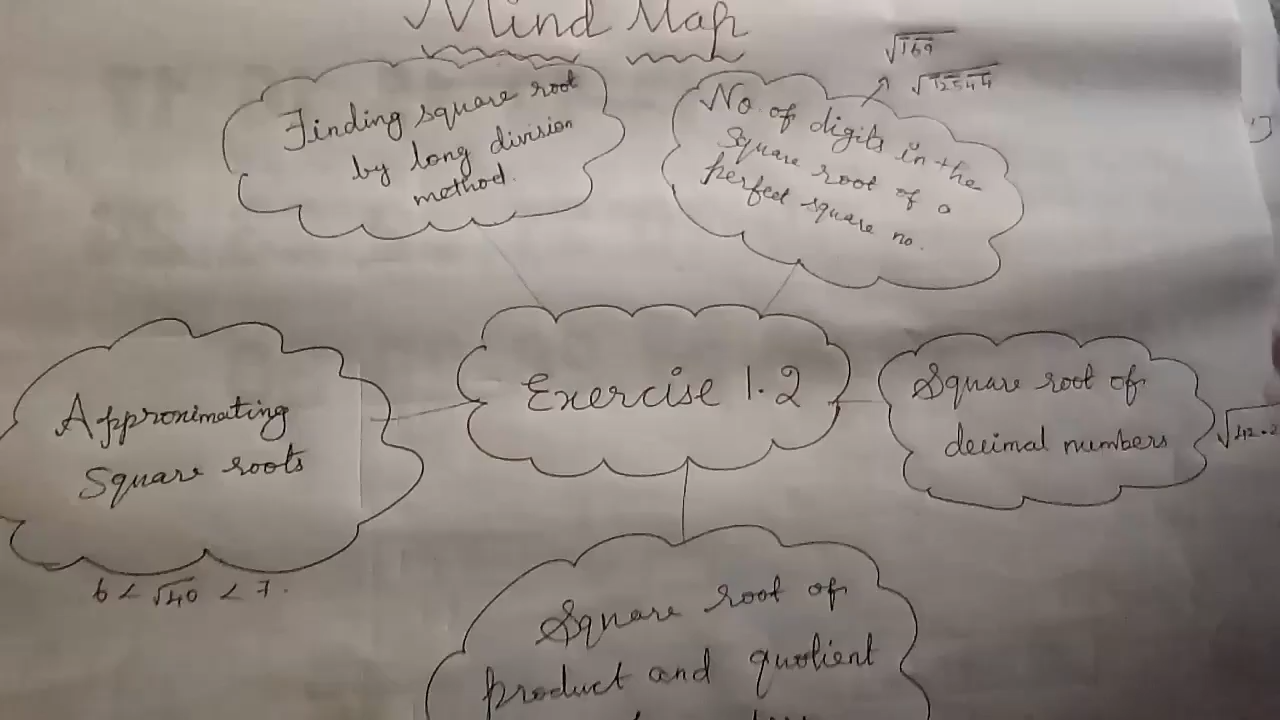 Mind Map
Finding square root
by long division
method.
√169
√12544
No. of digits in the
square root of a
perfect square no.
Exercise 1.2
Approximating
Square roots
6 < √40 < 7.
Square root of
decimal numbers
Square root of
product and quotient